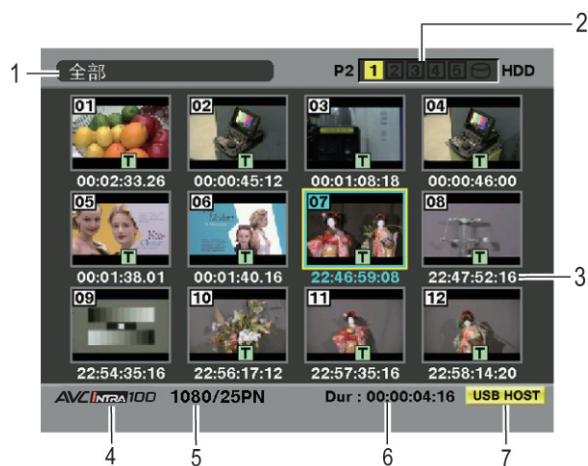 2
1 全部 P2 1 2 3 4 5 HDD
01 02 03 04
T T T T
00:02:33.26 00:00:45:12 00:01:08:18 00:00:46:00
05 06 07 08
T T T T
00:01:38.01 00:01:40.16 22:46:59:08 22:47:52:16 3
09 10 11 12
T T T
22:54:35:16 22:56:17:12 22:57:35:16 22:58:14:20
AVC INTRA 100 1080/25PN Dur : 00:00:04:16 USB HOST
4 5 6 7